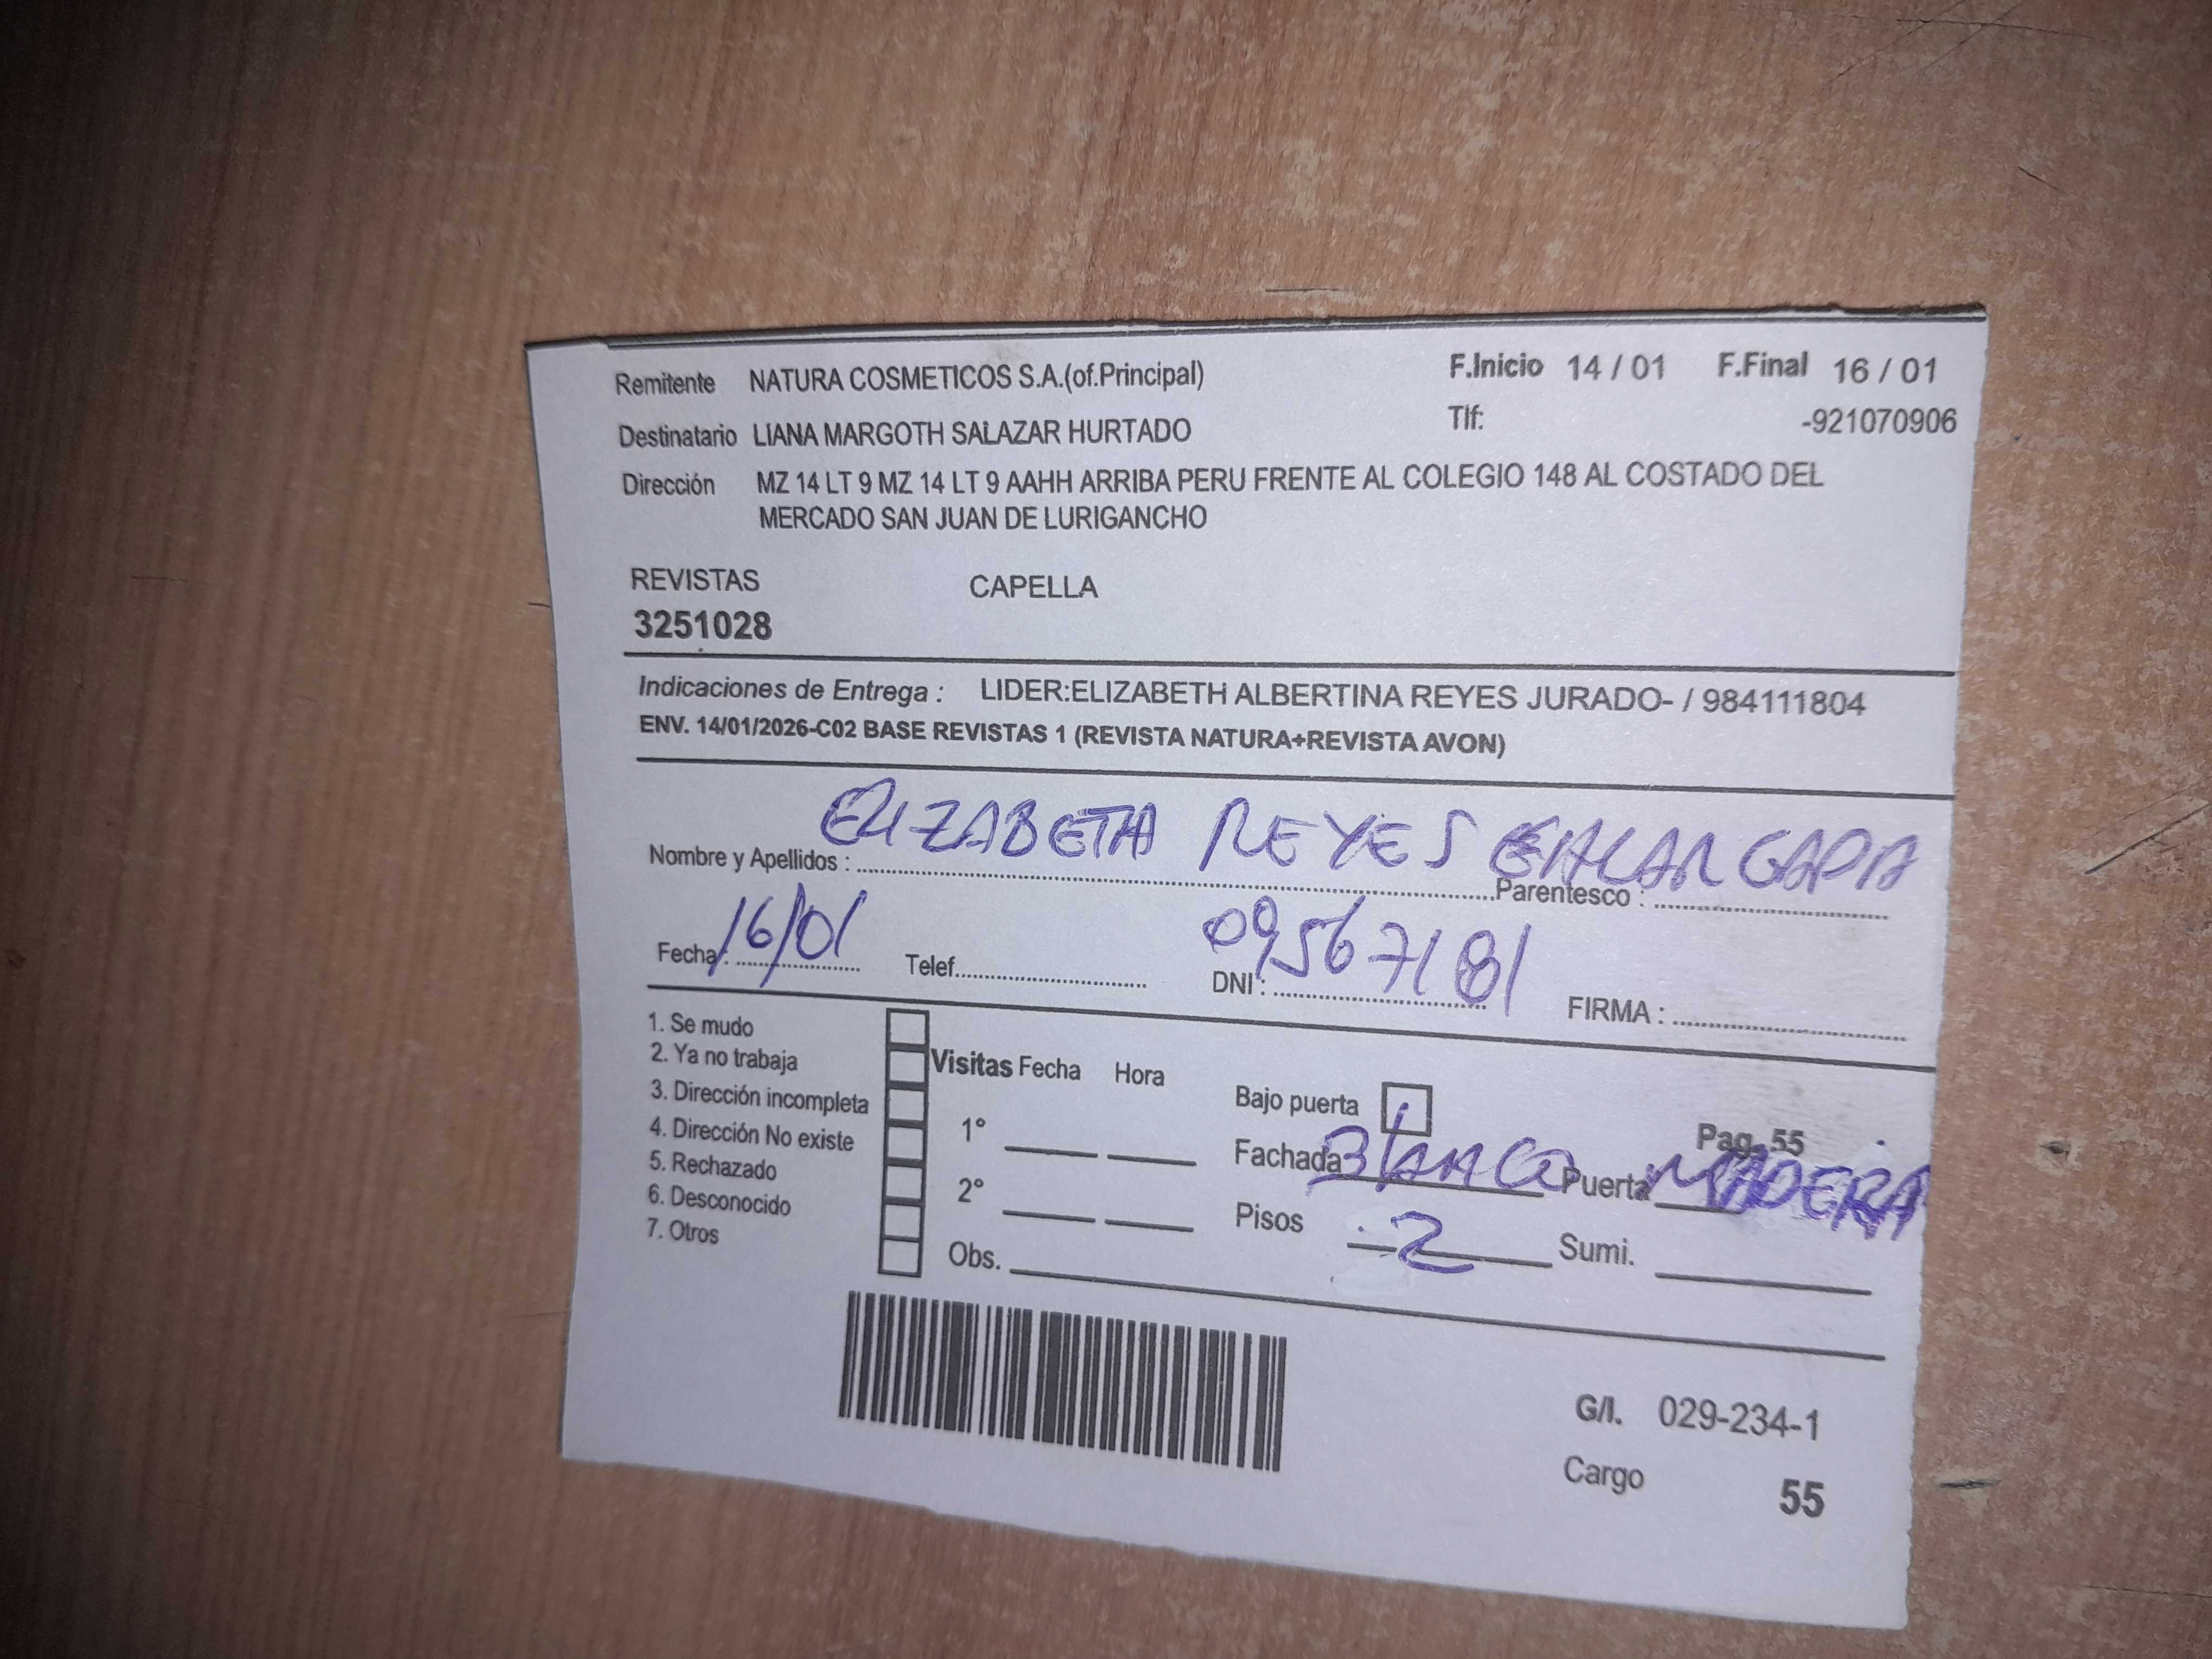 Remitente NATURA COSMETICOS S.A.(of.Principal) F.Inicio 14 / 01 F.Final 16 / 01
Destinatario LIANA MARGOTH SALAZAR HURTADO Tlf: -921070906
Dirección MZ 14 LT 9 MZ 14 LT 9 AAHH ARRIBA PERU FRENTE AL COLEGIO 148 AL COSTADO DEL
MERCADO SAN JUAN DE LURIGANCHO
REVISTAS CAPELLA
3251028
Indicaciones de Entrega : LIDER:ELIZABETH ALBERTINA REYES JURADO- / 984111804
ENV. 14/01/2026-C02 BASE REVISTAS 1 (REVISTA NATURA+REVISTA AVON)
Nombre y Apellidos : ELIZABETH REYES Parentesco : ENCARGADA
Fecha : 16/01 Telef. DNI : 09567181 FIRMA :
1. Se mudo
2. Ya no trabaja
3. Dirección incompleta
4. Dirección No existe
5. Rechazado
6. Desconocido
7. Otros
Visitas Fecha Hora
1°
2°
Obs.
Bajo puerta Pag. 55
Fachada Blanco Puerta MADERA
Pisos 2 Sumi.
G/I. 029-234-1
Cargo 55